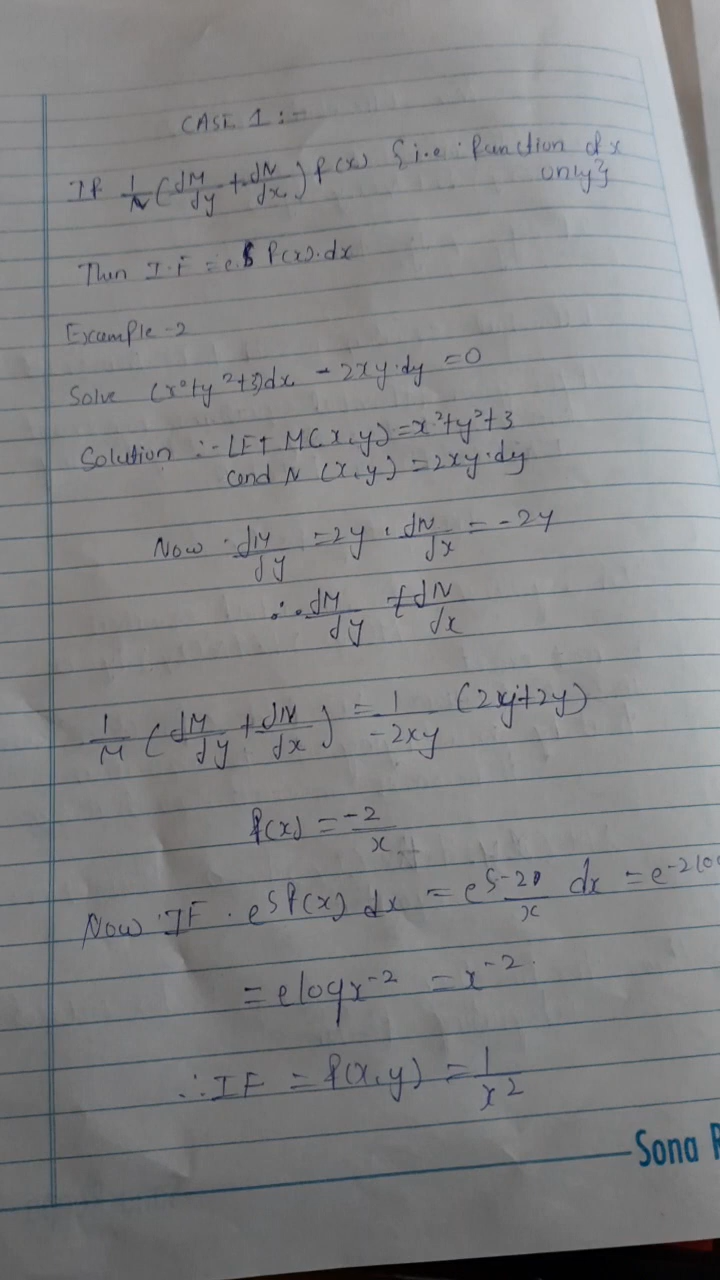 CASE 1 :-
If 1/N (dM/dy + dN/dx) f(x) {i.e. function of x
only}
Then I.F = e∫ f(x).dx
Example -2
Solve (x²+y²+3)dx - 2xy.dy = 0
Solution :- LET M(x,y) = x²+y²+3
and N (x,y) = 2xy.dy
Now dM/dy = 2y, dN/dx = -2y
∴ dM/dy ≠ dN/dx
1/M (dM/dy + dN/dx) = 1/-2xy (2xy+2y)
f(x) = -2/x
Now IF . e∫f(x) dx = e∫-2/x dx = e-2log
= elogx-2 = x-2.
∴ IF = f(x,y) = 1/x2
Sona